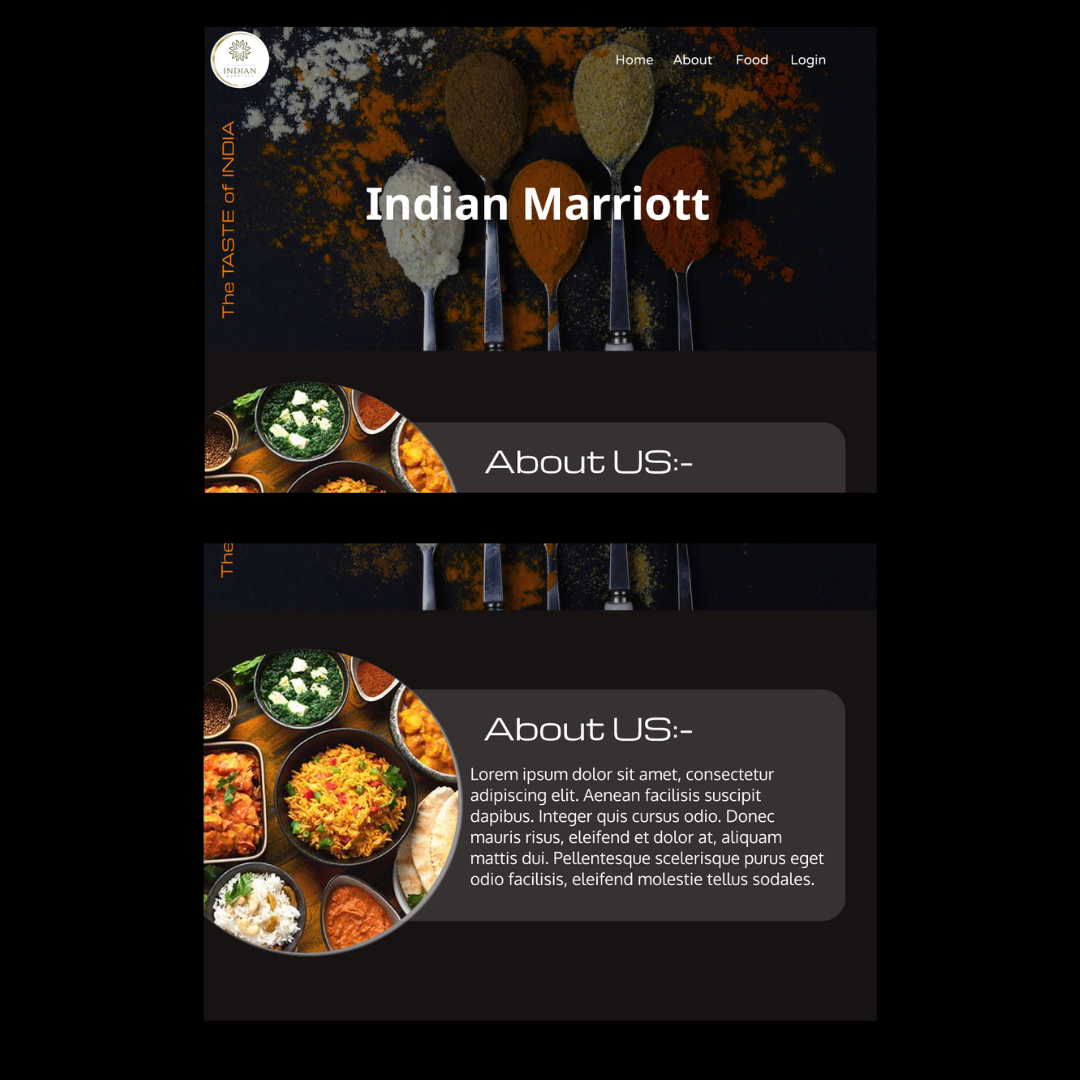 INDIAN
Home About Food Login
The TASTE of INDIA
Indian Marriott
About US:-
The
About US:-
Lorem ipsum dolor sit amet, consectetur
adipiscing elit. Aenean facilisis suscipit
dapibus. Integer quis cursus odio. Donec
mauris risus, eleifend et dolor at, aliquam
mattis dui. Pellentesque scelerisque purus eget
odio facilisis, eleifend molestie tellus sodales.